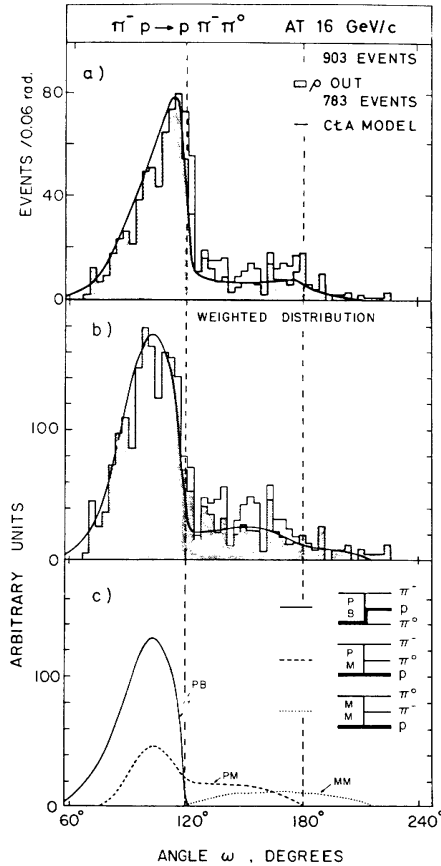 π⁻ p → p π⁻ π⁰ AT 16 GeV/c
a)
903 EVENTS
ρ OUT
783 EVENTS
CŁA MODEL
EVENTS/0.06 rad.
80
40
0
b)
WEIGHTED DISTRIBUTION
100
0
ARBITRARY UNITS
c)
P
B
π⁻
p
π⁰
P
M
π⁻
π⁰
p
M
M
π⁰
π⁻
p
100
PB
PM
MM
0
60° 120° 180° 240°
ANGLE ω, DEGREES